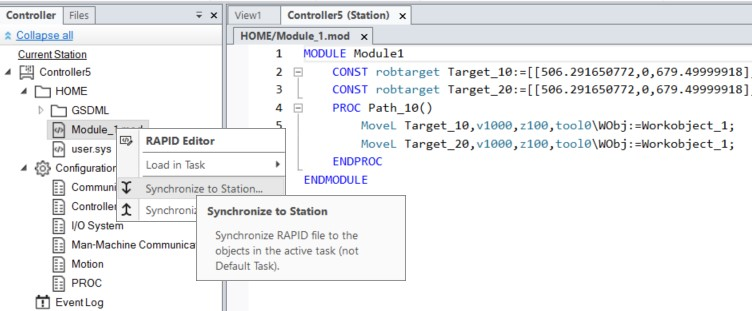 Controller Files
Collapse all
Current Station
Controller5
HOME
GSDML
Module_1.mod
user.sys
Configuration
Controller
I/O System
Man-Machine
Motion
PROC
Event Log
RAPID Editor
Load in Task
Synchronize to Station...
Synchronize to Station
Synchronize RAPID file to the
objects in the active task (not
Default Task).
View1 Controller5 (Station)
HOME/Module_1.mod
1 MODULE Module1
2 CONST robtarget Target_10:=[[506.291650772,0,679.49999918]
3 CONST robtarget Target_20:=[[506.291650772,0,679.49999918]
4 PROC Path_10()
5 MoveL Target_10,v1000,z100,tool0\WObj:=Workobject_1;
MoveL Target_20,v1000,z100,tool0\WObj:=Workobject_1;
ENDPROC
ENDMODULE